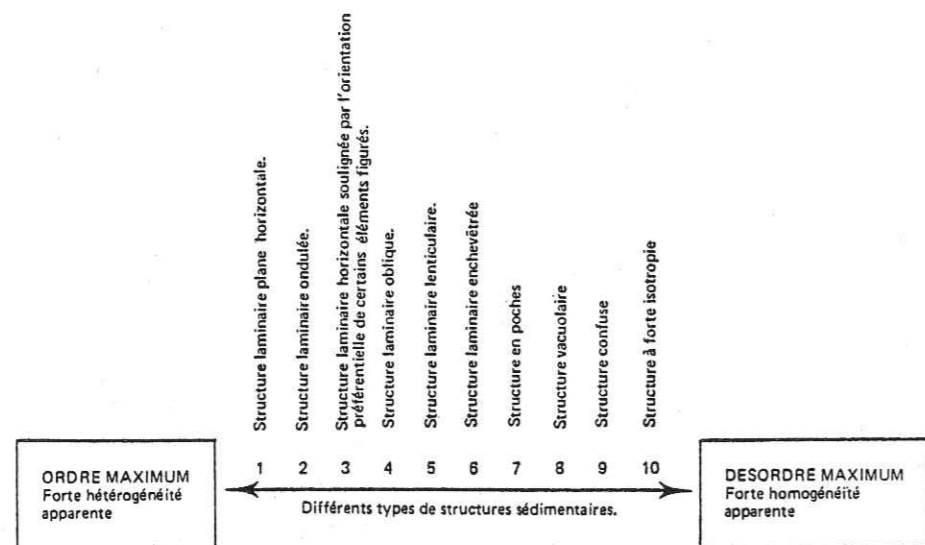 Structure laminaire plane horizontale.
Structure laminaire ondulée.
Structure laminaire horizontale soulignée par l'orientation
préférentielle de certains éléments figurés.
Structure laminaire oblique.
Structure laminaire lenticulaire.
Structure laminaire enchevêtrée
Structure en poches
Structure vacuolaire
Structure confuse
Structure à forte isotropie
ORDRE MAXIMUM
Forte hétérogénéité
apparente
1 2 3 4 5 6 7 8 9 10
Différents types de structures sédimentaires.
DESORDRE MAXIMUM
Forte homogénéïté
apparente